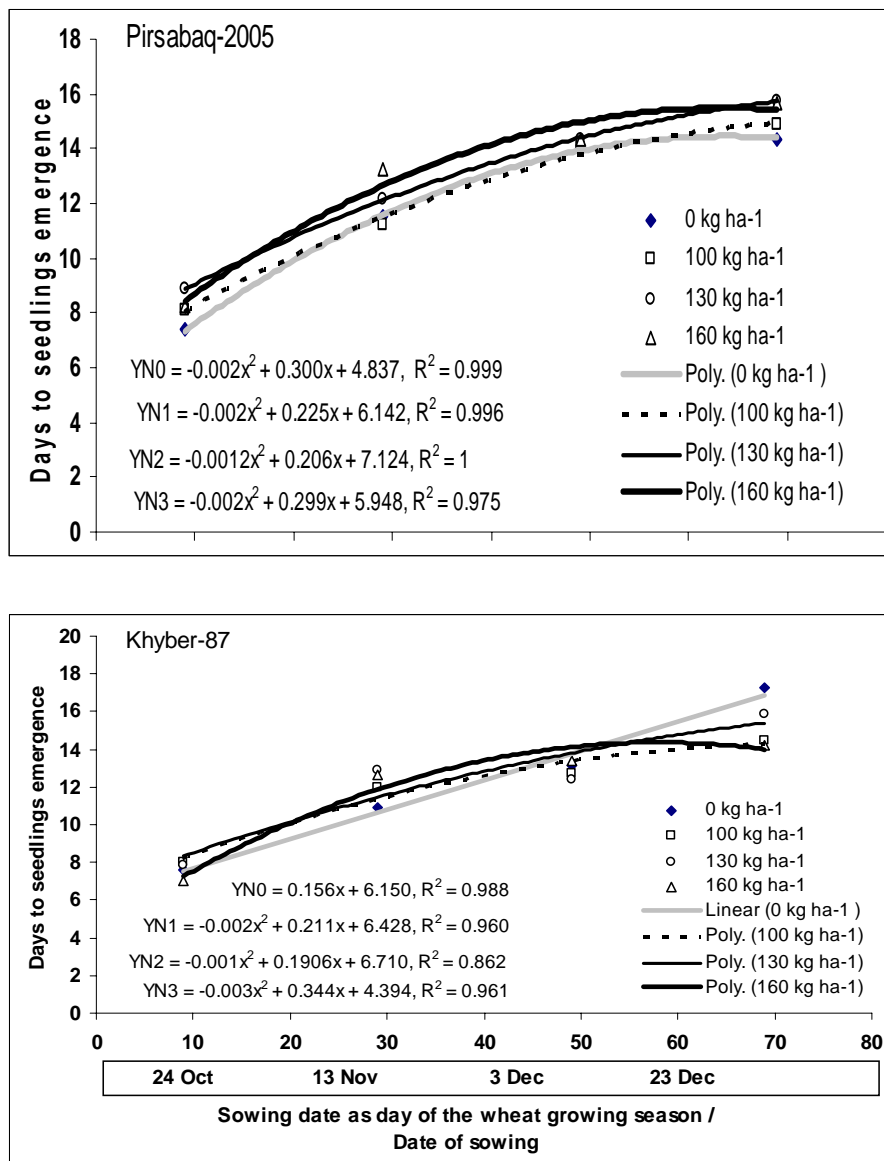 Pirsabaq-2005
18
16
14
12
10
8
6
4
2
0
Days to seedlings emergence
0 kg ha-1
100 kg ha-1
130 kg ha-1
160 kg ha-1
Poly. (0 kg ha-1 )
Poly. (100 kg ha-1)
Poly. (130 kg ha-1)
Poly. (160 kg ha-1)
YN0 = -0.002x² + 0.300x + 4.837, R² = 0.999
YN1 = -0.002x² + 0.225x + 6.142, R² = 0.996
YN2 = -0.0012x² + 0.206x + 7.124, R² = 1
YN3 = -0.002x² + 0.299x + 5.948, R² = 0.975
Khyber-87
20
18
16
14
12
10
8
6
4
2
0
Days to seedlings emergence
0 kg ha-1
100 kg ha-1
130 kg ha-1
160 kg ha-1
Linear (0 kg ha-1 )
Poly. (100 kg ha-1)
Poly. (130 kg ha-1)
Poly. (160 kg ha-1)
YN0 = 0.156x + 6.150, R² = 0.988
YN1 = -0.002x² + 0.211x + 6.428, R² = 0.960
YN2 = -0.001x² + 0.1906x + 6.710, R² = 0.862
YN3 = -0.003x² + 0.344x + 4.394, R² = 0.961
0 10 20 30 40 50 60 70 80
24 Oct 13 Nov 3 Dec 23 Dec
Sowing date as day of the wheat growing season /
Date of sowing